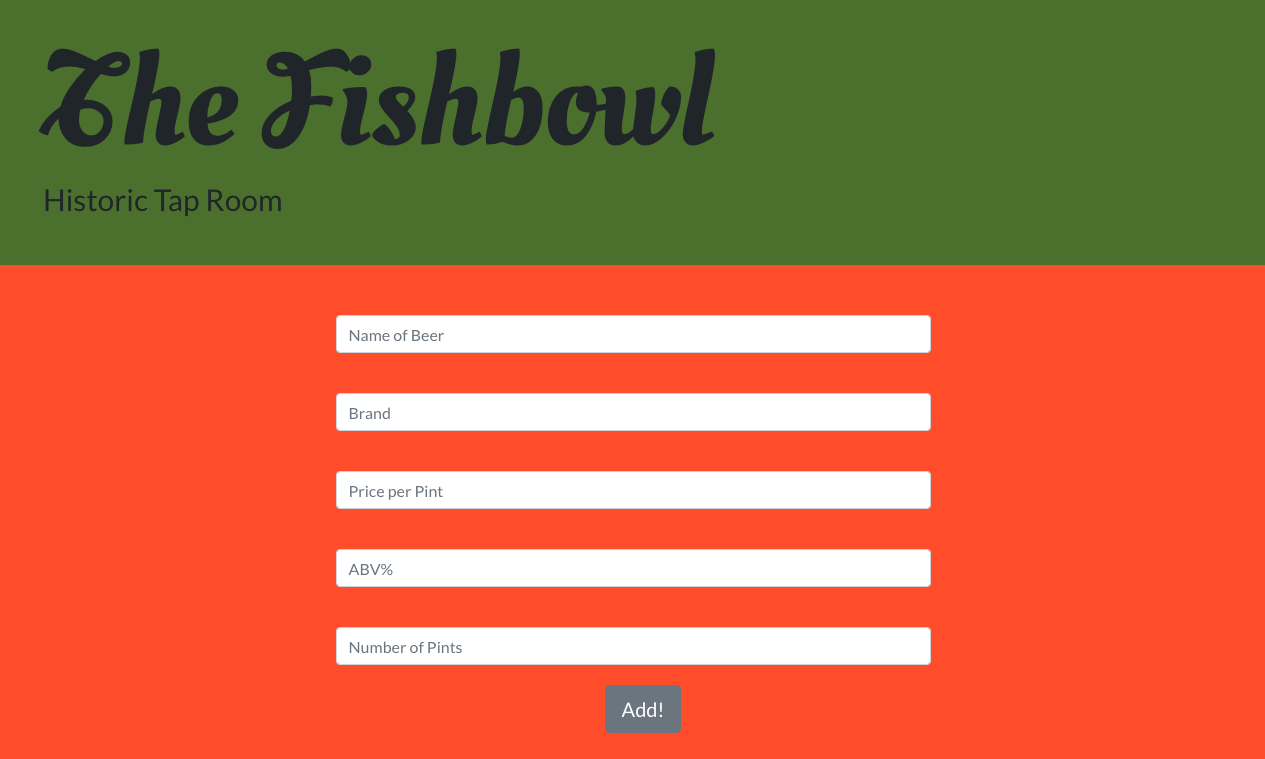 The Fishbowl
Historic Tap Room
Name of Beer
Brand
Price per Pint
ABV%
Number of Pints
Add!